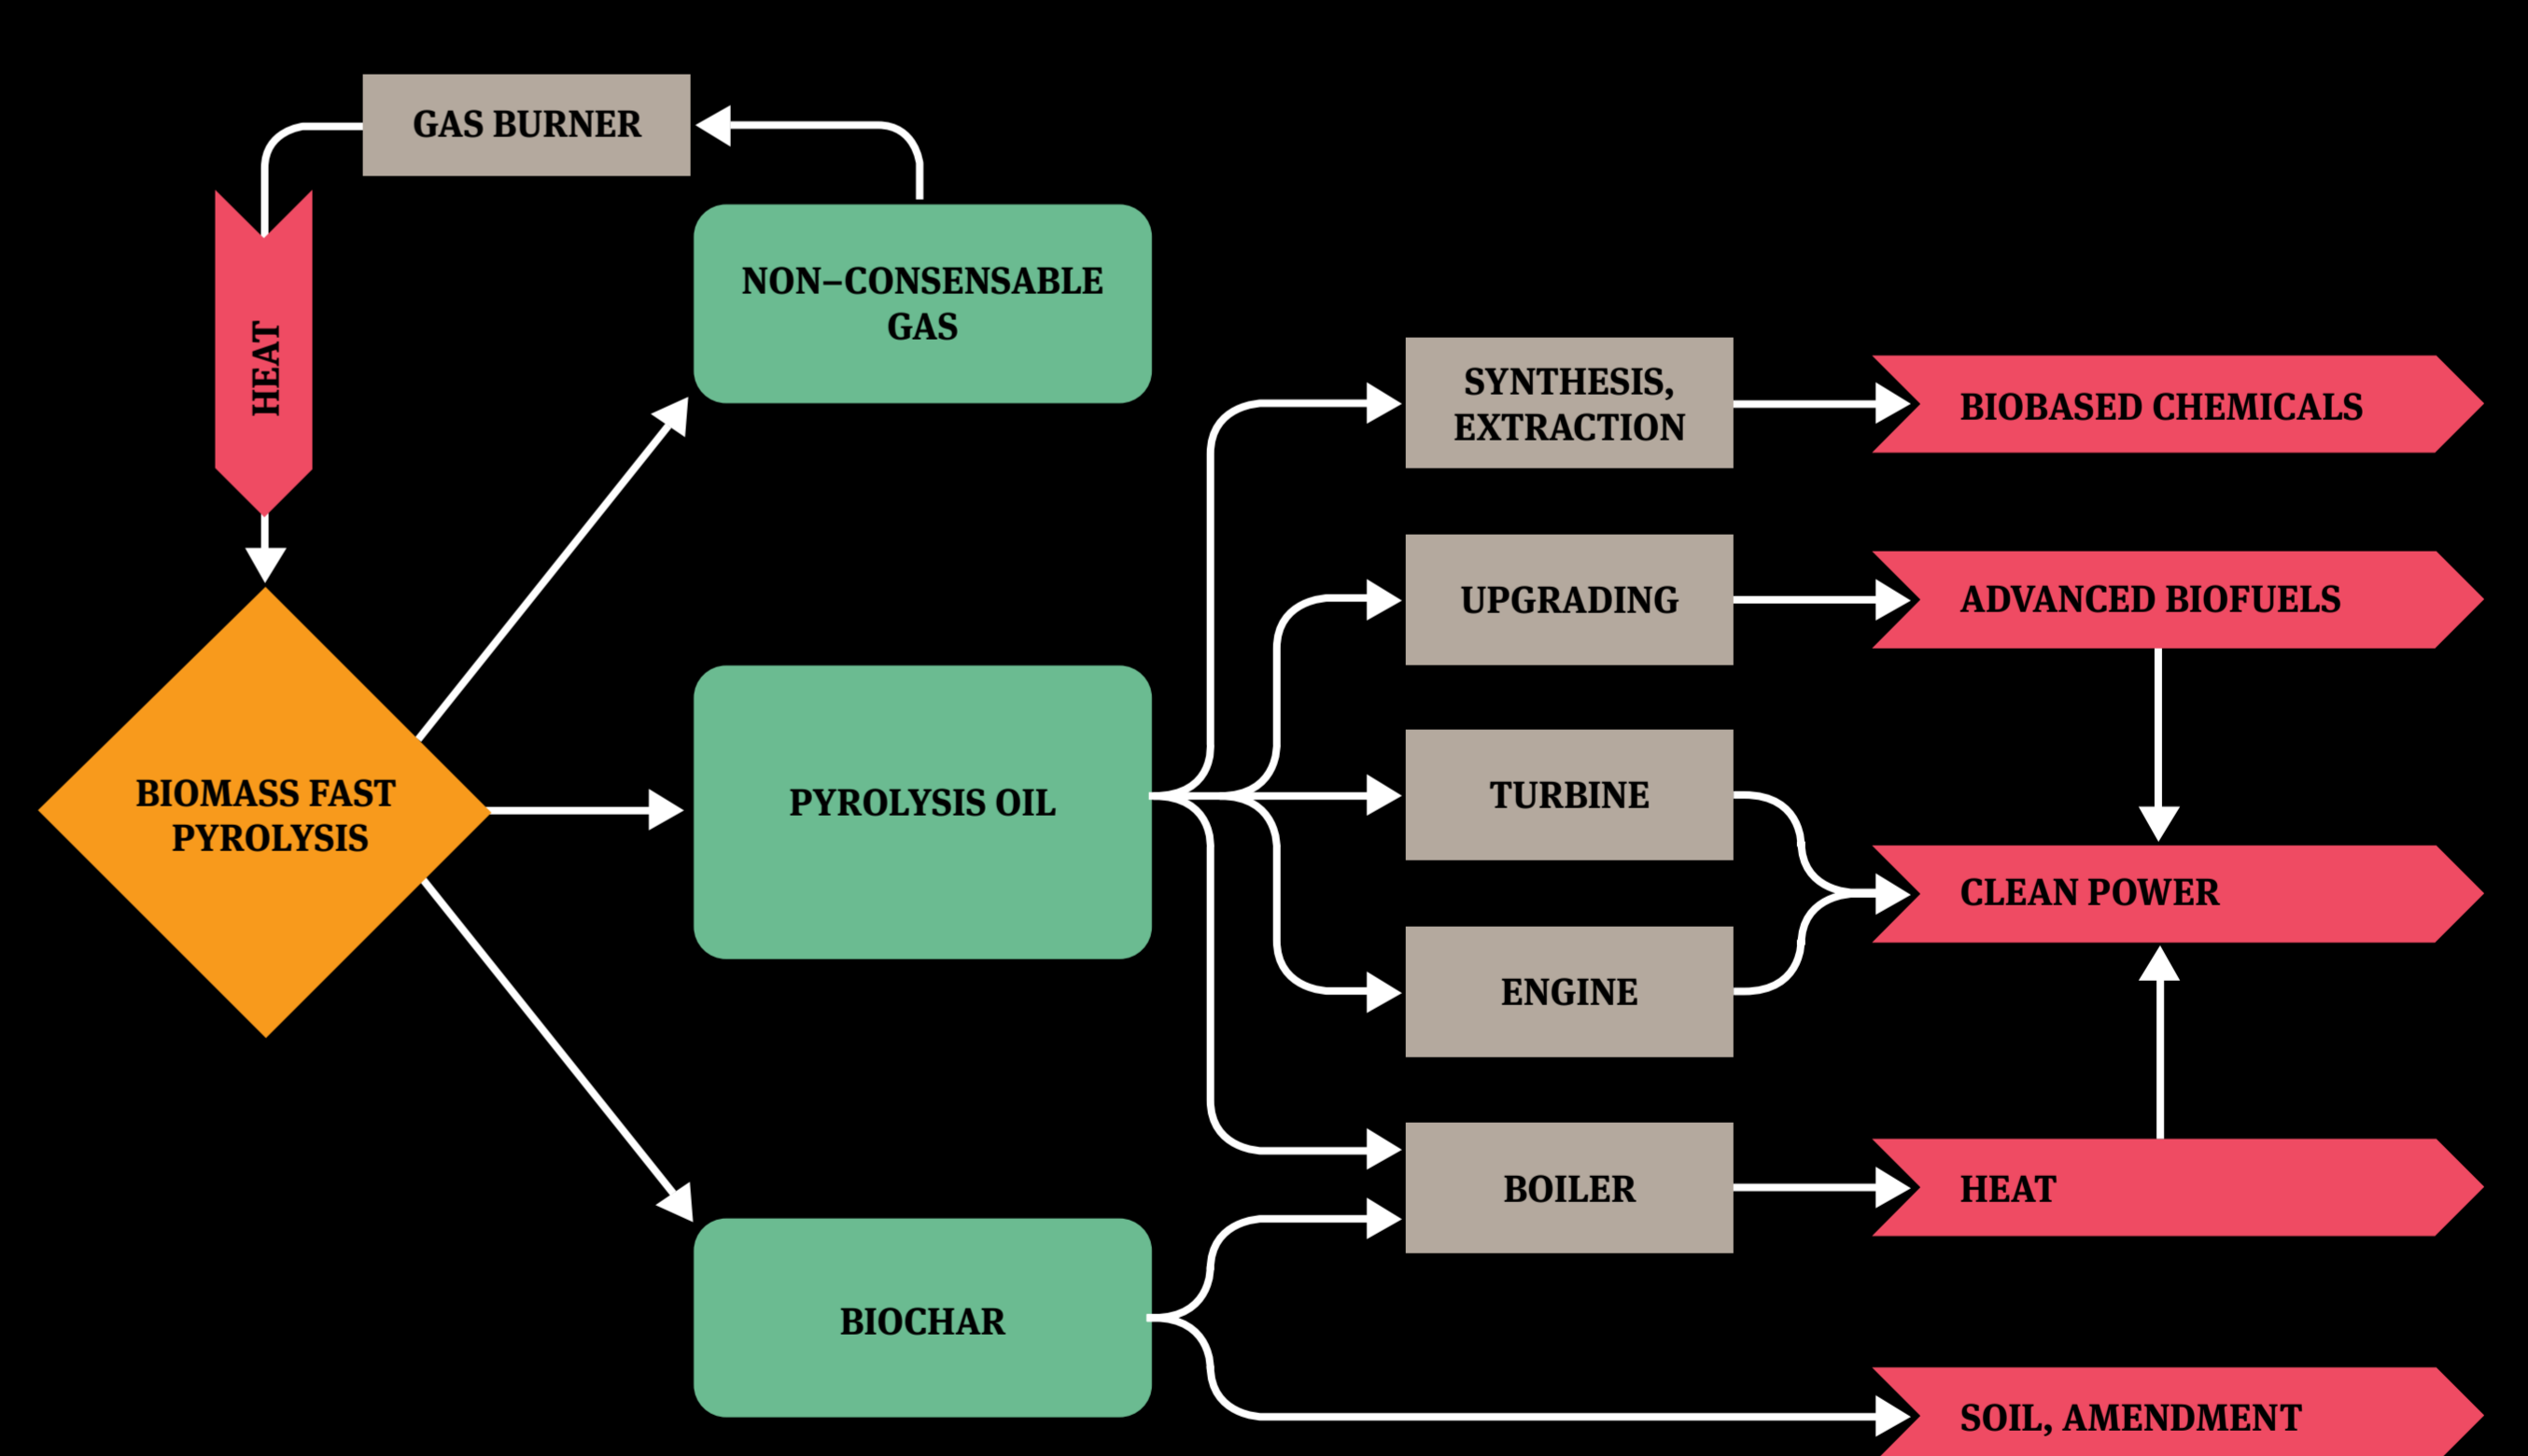 GAS BURNER
NON–CONSENSABLE
GAS
HEAT
SYNTHESIS,
EXTRACTION
BIOBASED CHEMICALS
UPGRADING
ADVANCED BIOFUELS
BIOMASS FAST
PYROLYSIS
PYROLYSIS OIL
TURBINE
CLEAN POWER
ENGINE
BOILER
HEAT
BIOCHAR
SOIL, AMENDMENT